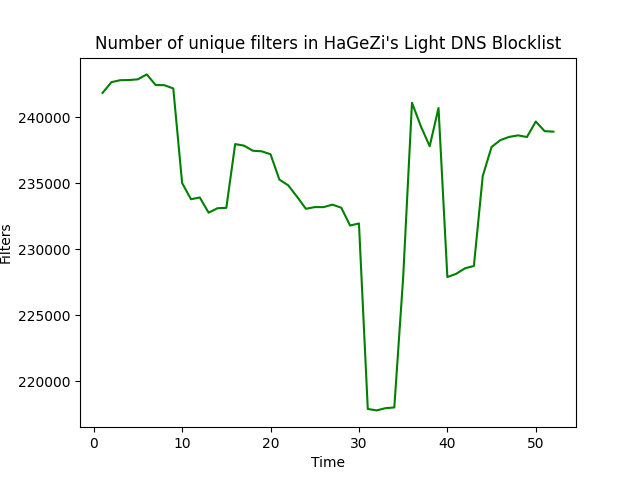 Number of unique filters in HaGeZi's Light DNS Blocklist
240000
235000
230000
225000
220000
Filters
0 10 20 30 40 50
Time